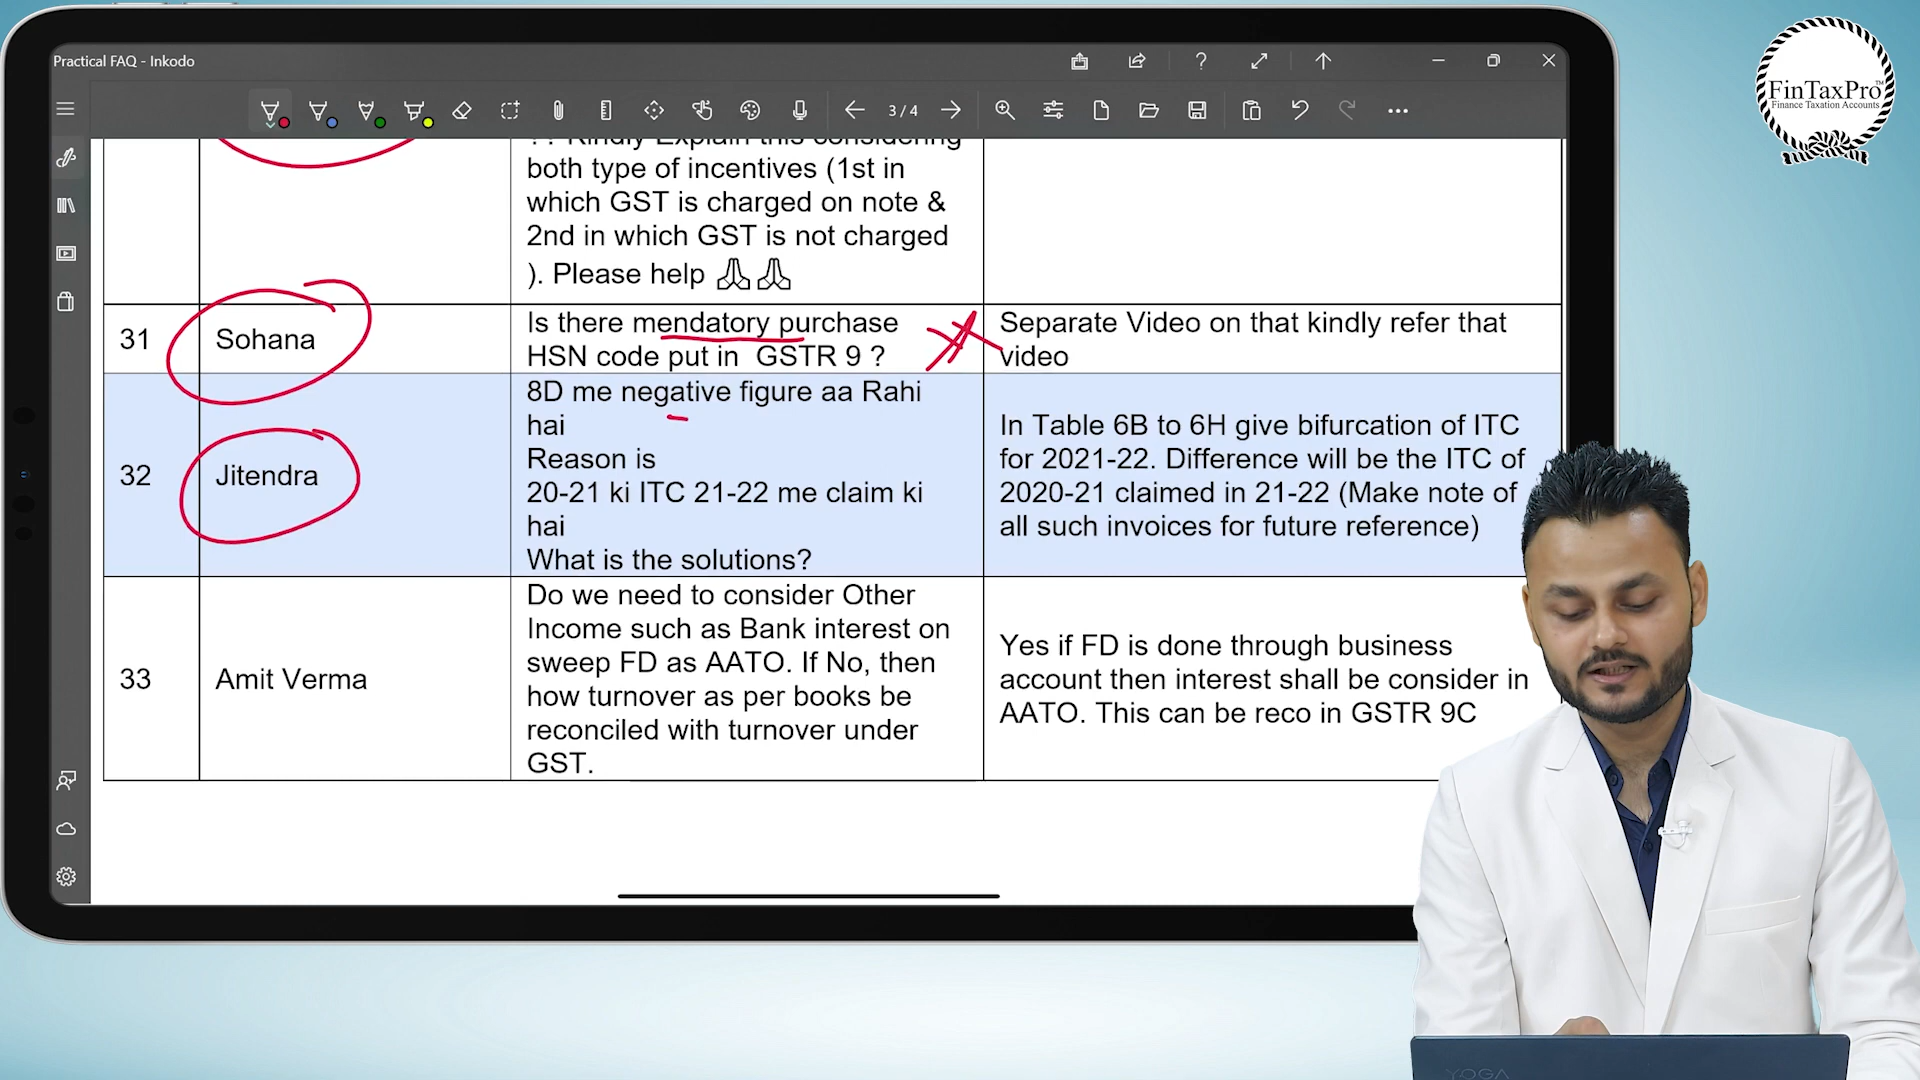 Practical FAQ - Inkodo
3/4
FinTaxPro™
Finance Taxation Accounts
?? Kindly Explain this considering
both type of incentives (1st in
which GST is charged on note &
2nd in which GST is not charged
). Please help 🙏🙏
31
Sohana
Is there mendatory purchase
HSN code put in GSTR 9 ?
Separate Video on that kindly refer that
video
32
Jitendra
8D me negative figure aa Rahi
hai
Reason is
20-21 ki ITC 21-22 me claim ki
hai
What is the solutions?
In Table 6B to 6H give bifurcation of ITC
for 2021-22. Difference will be the ITC of
2020-21 claimed in 21-22 (Make note of
all such invoices for future reference)
33
Amit Verma
Do we need to consider Other
Income such as Bank interest on
sweep FD as AATO. If No, then
how turnover as per books be
reconciled with turnover under
GST.
Yes if FD is done through business
account then interest shall be consider in
AATO. This can be reco in GSTR 9C
YOGA